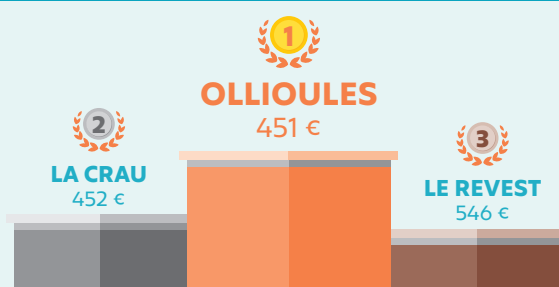 1
OLLIOULES
451 €
2
LA CRAU
452 €
3
LE REVEST
546 €